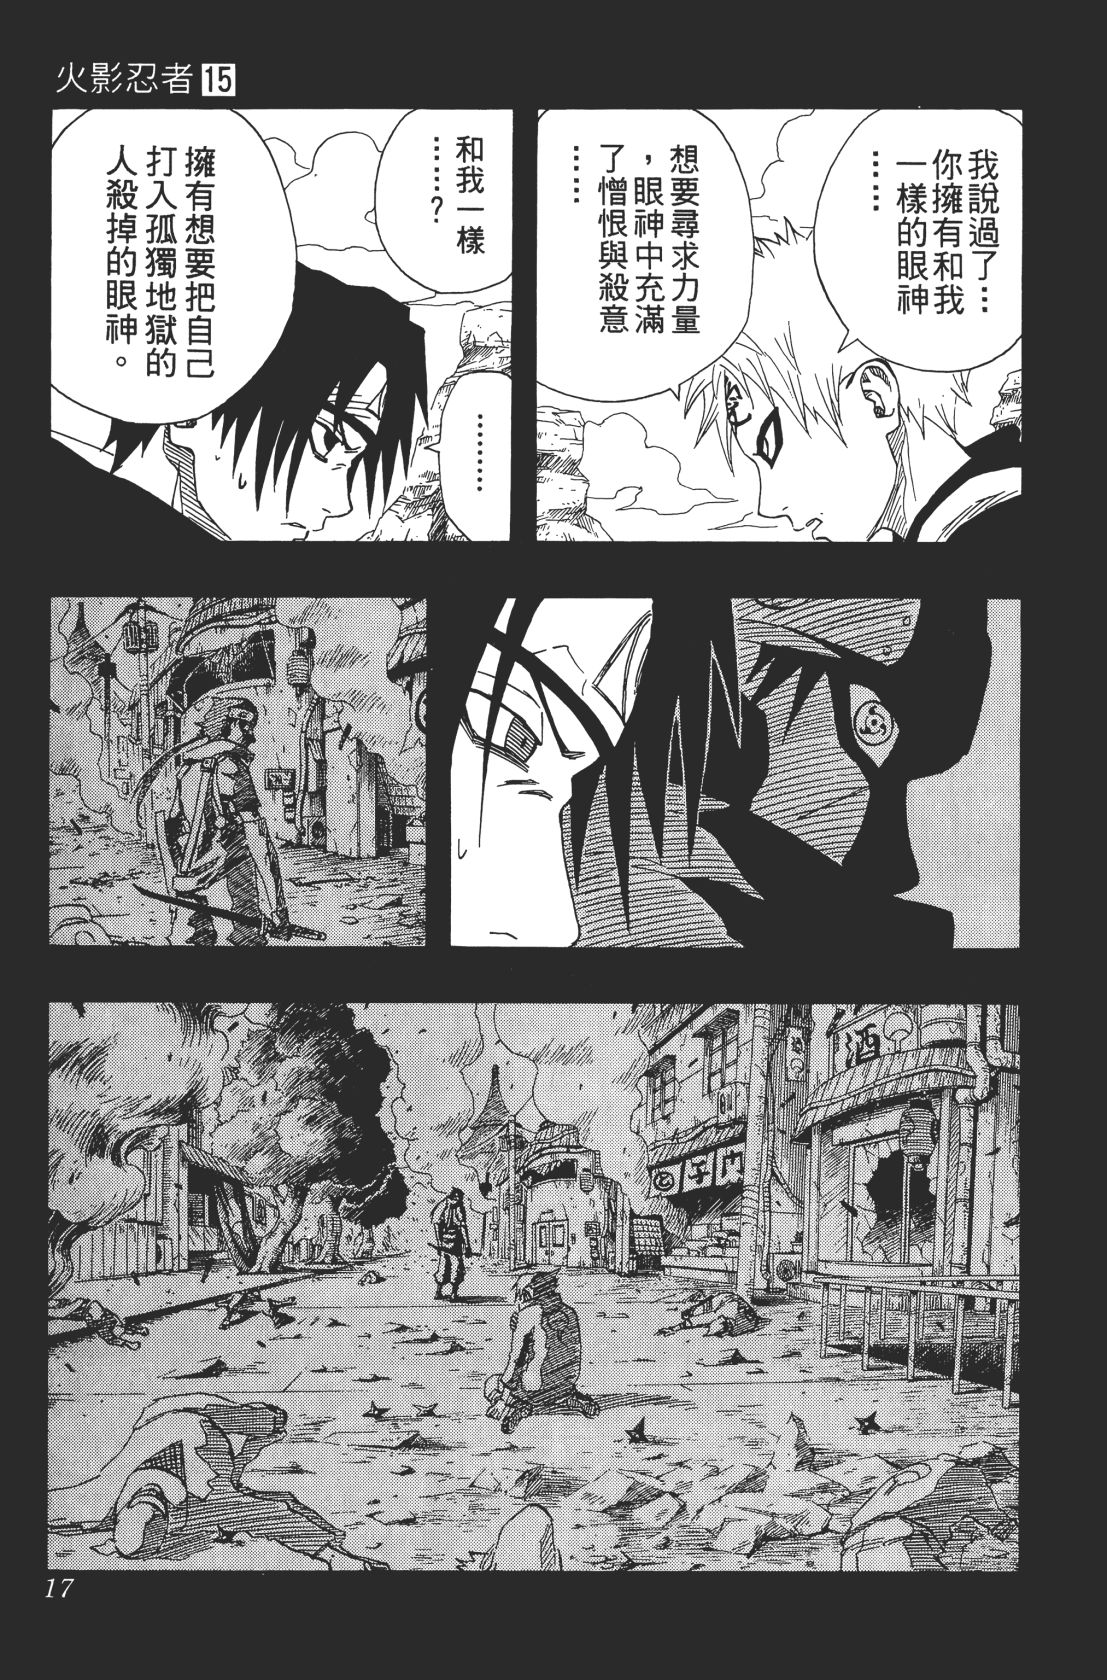 火影忍者15
我說過了…
你擁有和我
一樣的眼神
……
想要尋求力量
，眼神中充滿
了憎恨與殺意
……
和我一樣
……?
………
擁有想要把自己
打入孤獨地獄的
人殺掉的眼神。
酒
酒
17